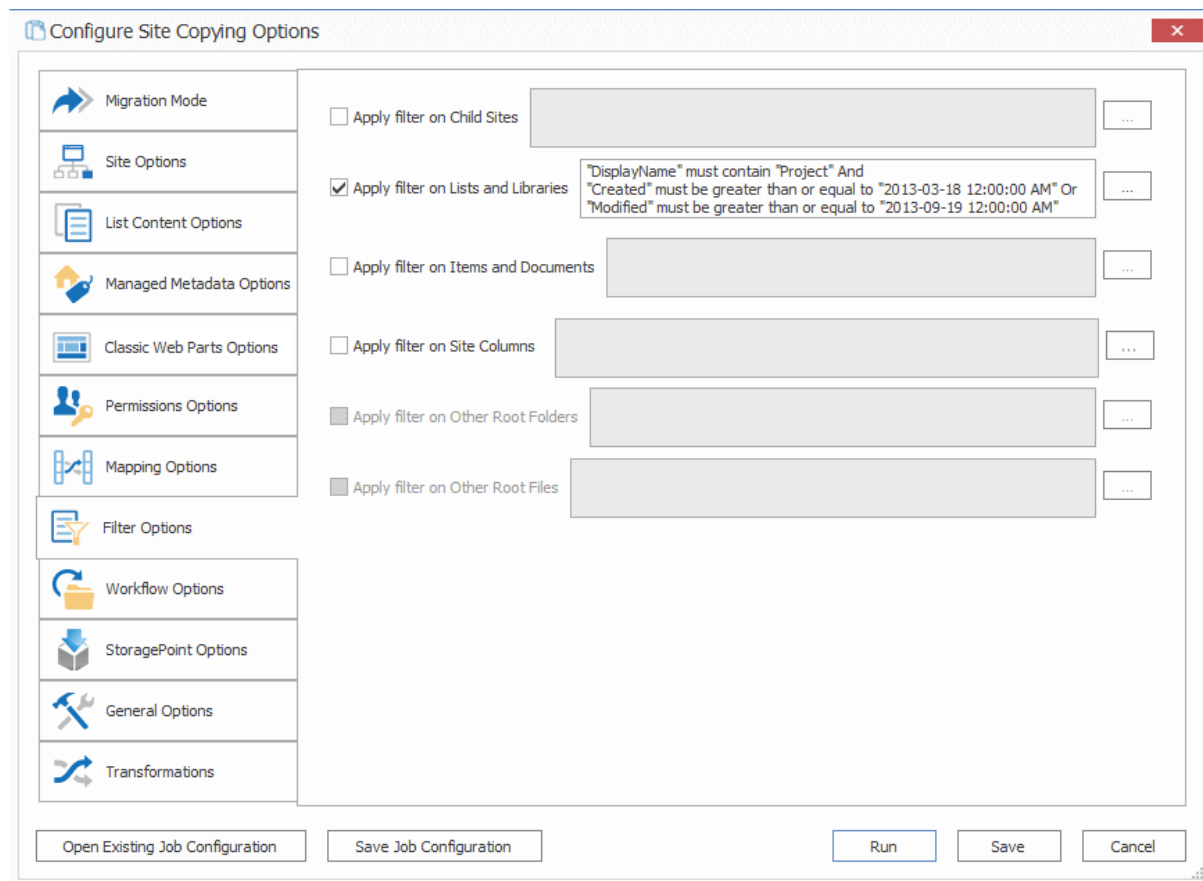 Configure Site Copying Options
Migration Mode
Site Options
List Content Options
Managed Metadata Options
Classic Web Parts Options
Permissions Options
Mapping Options
Filter Options
Workflow Options
StoragePoint Options
General Options
Transformations
Apply filter on Child Sites
...
Apply filter on Lists and Libraries
"DisplayName" must contain "Project" And
"Created" must be greater than or equal to "2013-03-18 12:00:00 AM" Or
"Modified" must be greater than or equal to "2013-09-19 12:00:00 AM"
...
Apply filter on Items and Documents
...
Apply filter on Site Columns
...
Apply filter on Other Root Folders
...
Apply filter on Other Root Files
...
Open Existing Job Configuration
Save Job Configuration
Run
Save
Cancel